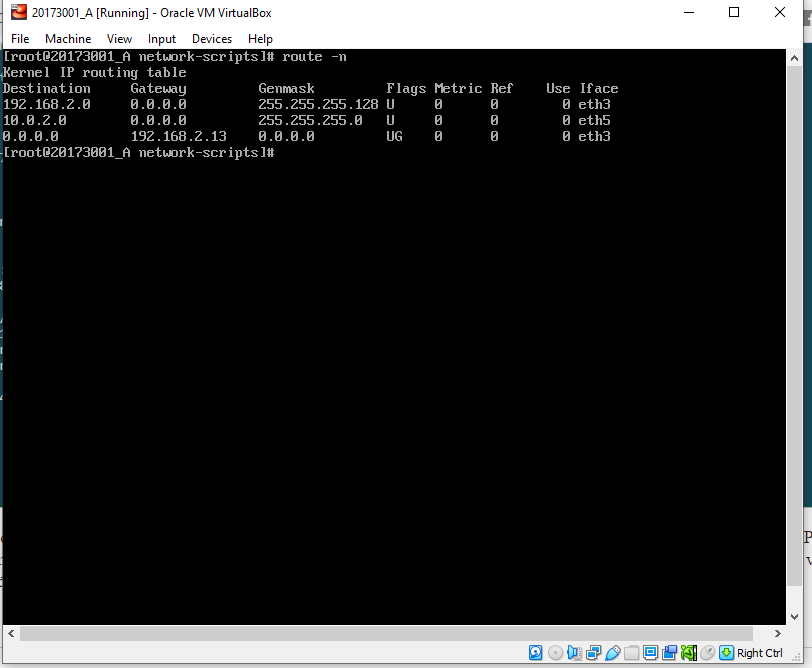 20173001_A [Running] - Oracle VM VirtualBox
File Machine View Input Devices Help
[root@20173001_A network-scripts]# route -n
Kernel IP routing table
Destination Gateway Genmask Flags Metric Ref Use Iface
192.168.2.0 0.0.0.0 255.255.255.128 U 0 0 0 eth3
10.0.2.0 0.0.0.0 255.255.255.0 U 0 0 0 eth5
0.0.0.0 192.168.2.13 0.0.0.0 UG 0 0 0 eth3
[root@20173001_A network-scripts]#
Right Ctrl